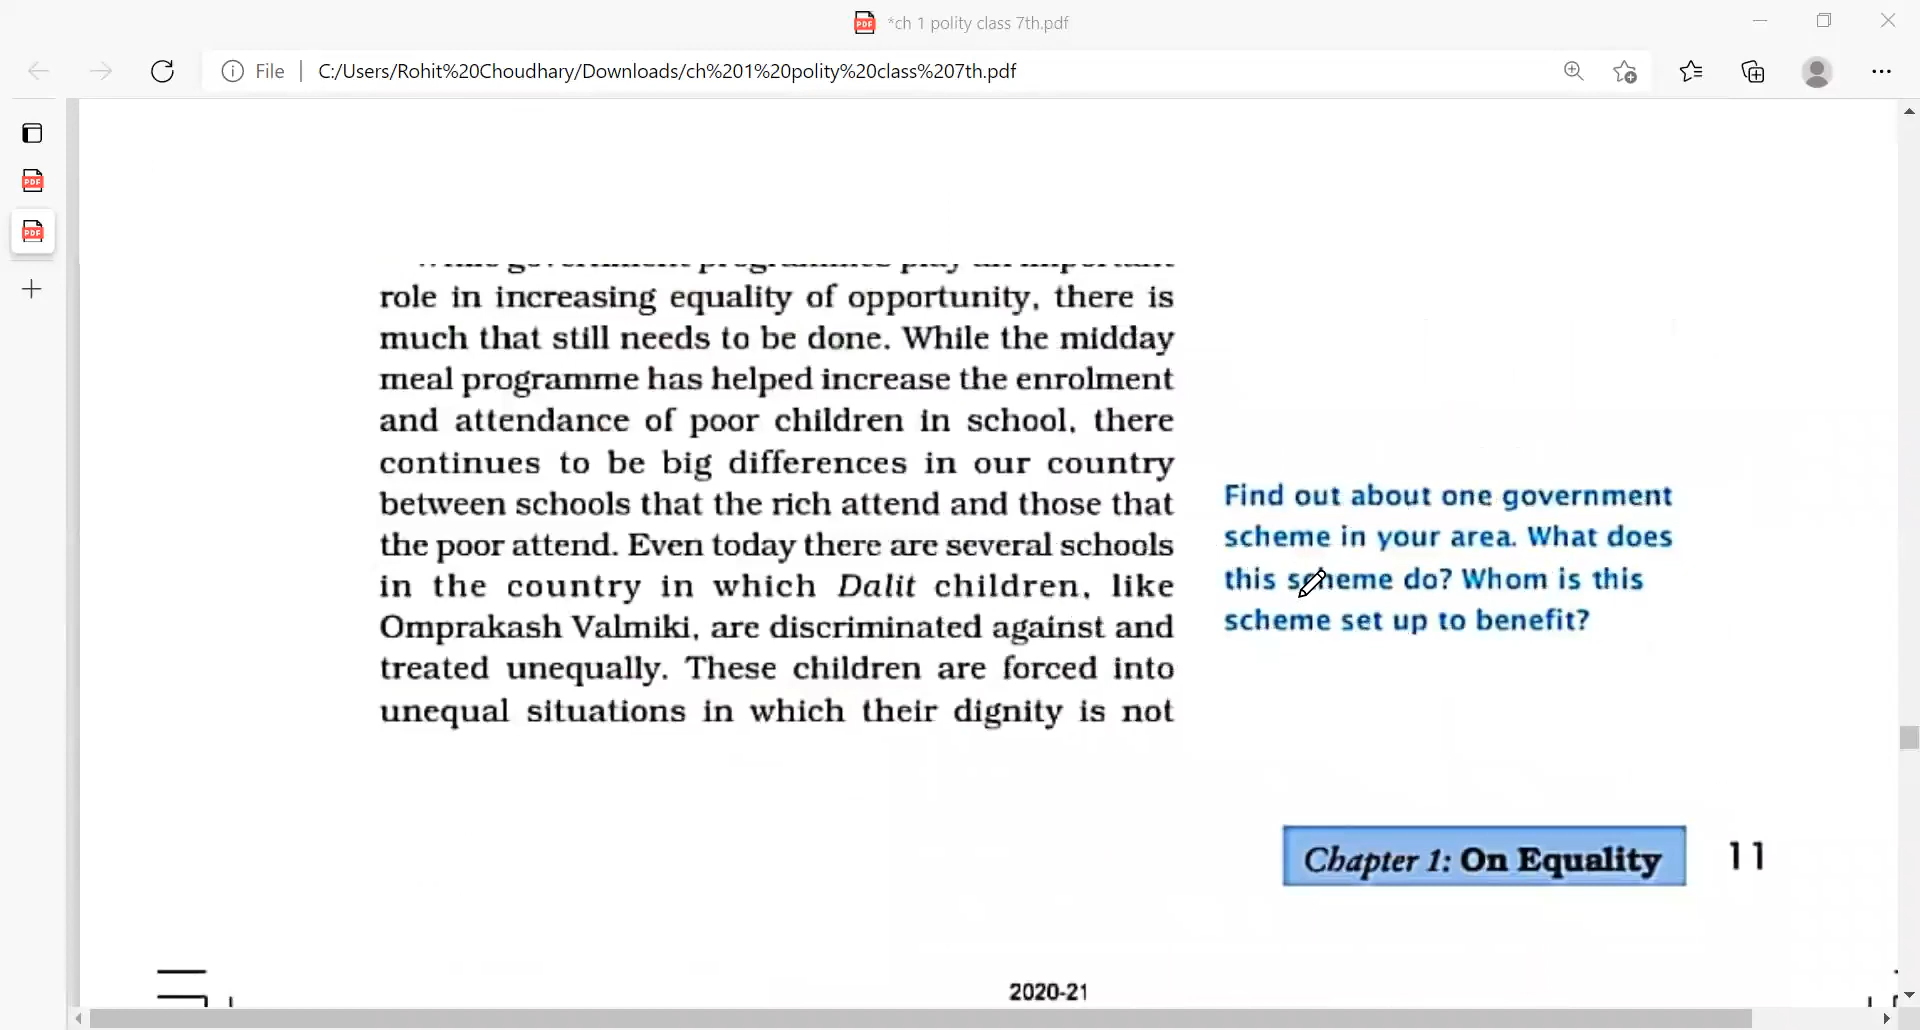 *ch 1 polity class 7th.pdf
File
C:/Users/Rohit%20Choudhary/Downloads/ch%201%20polity%20class%207th.pdf
role in increasing equality of opportunity, there is
much that still needs to be done. While the midday
meal programme has helped increase the enrolment
and attendance of poor children in school, there
continues to be big differences in our country
between schools that the rich attend and those that
the poor attend. Even today there are several schools
in the country in which Dalit children, like
Omprakash Valmiki, are discriminated against and
treated unequally. These children are forced into
unequal situations in which their dignity is not
Find out about one government
scheme in your area. What does
this scheme do? Whom is this
scheme set up to benefit?
Chapter 1: On Equality 11
2020-21